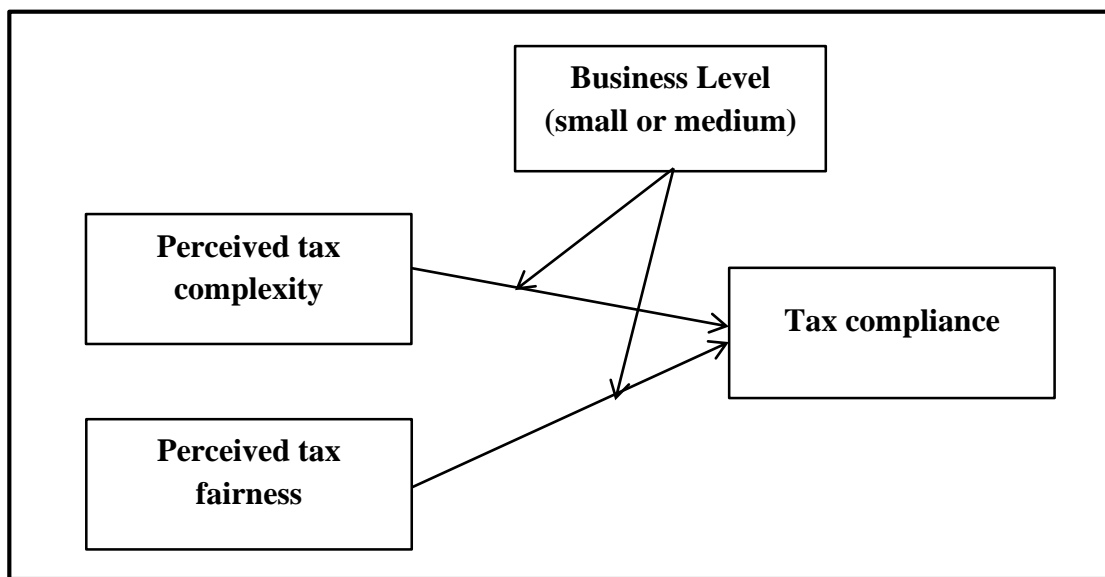 Business Level
(small or medium)
Perceived tax
complexity
Tax compliance
Perceived tax
fairness